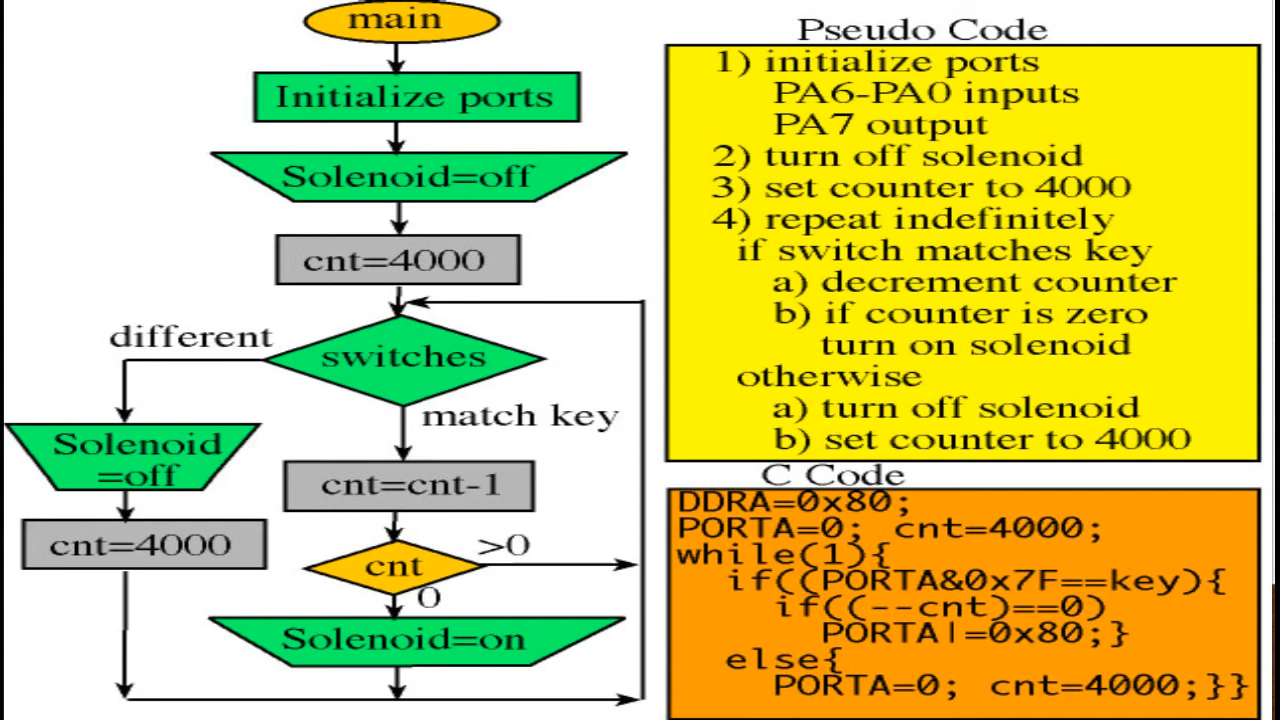 main
Initialize ports
Solenoid=off
cnt=4000
different
switches
match key
Solenoid
=off
cnt=4000
cnt=cnt-1
cnt
>0
0
Solenoid=on
Pseudo Code
1) initialize ports
PA6-PA0 inputs
PA7 output
2) turn off solenoid
3) set counter to 4000
4) repeat indefinitely
if switch matches key
a) decrement counter
b) if counter is zero
turn on solenoid
otherwise
a) turn off solenoid
b) set counter to 4000
C Code
DDRA=0x80;
PORTA=0; cnt=4000;
while(1){
if((PORTA&0x7F==key){
if((--cnt)==0)
PORTA|=0x80;}
else{
PORTA=0; cnt=4000;}}